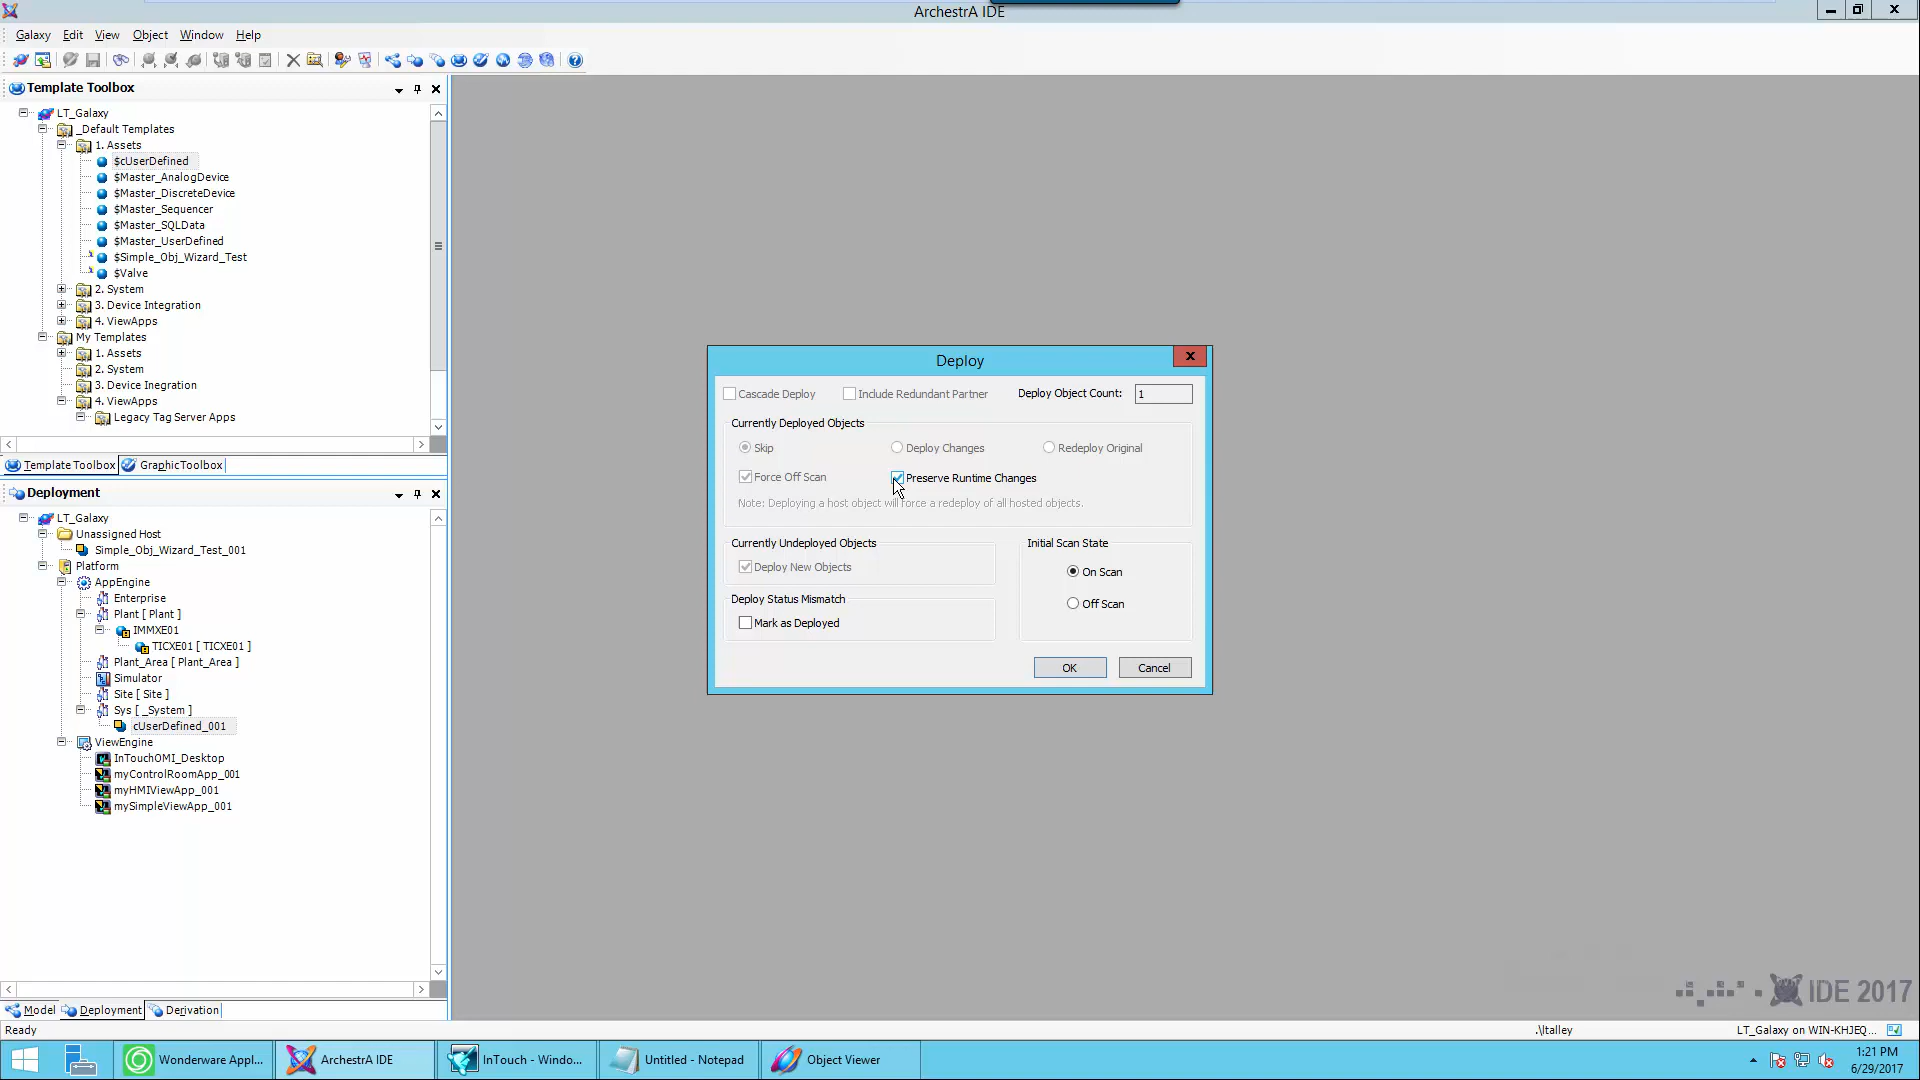 ArchestrA IDE
Galaxy Edit View Object Window Help
Template Toolbox
LT_Galaxy
_Default Templates
1. Assets
$cUserDefined
$Master_AnalogDevice
$Master_DiscreteDevice
$Master_Sequencer
$Master_SQLData
$Master_UserDefined
$Simple_Obj_Wizard_Test
$Valve
2. System
3. Device Integration
4. ViewApps
My Templates
1. Assets
2. System
3. Device Inegration
4. ViewApps
Legacy Tag Server Apps
Template Toolbox GraphicToolbox
Deployment
LT_Galaxy
Unassigned Host
Simple_Obj_Wizard_Test_001
Platform
AppEngine
Enterprise
Plant [ Plant ]
IMMXE01
TICXE01 [ TICXE01 ]
Plant_Area [ Plant_Area ]
Simulator
Site [ Site ]
Sys [ _System ]
cUserDefined_001
ViewEngine
InTouchOMI_Desktop
myControlRoomApp_001
myHMIViewApp_001
mySimpleViewApp_001
Model Deployment Derivation
Deploy
Cascade Deploy Include Redundant Partner Deploy Object Count: 1
Currently Deployed Objects
Skip Deploy Changes Redeploy Original
Force Off Scan Preserve Runtime Changes
Note: Deploying a host object will force a redeploy of all hosted objects.
Currently Undeployed Objects
Deploy New Objects
Deploy Status Mismatch
Mark as Deployed
Initial Scan State
On Scan
Off Scan
OK Cancel
IDE 2017
Ready .\ltalley LT_Galaxy on WIN-KHJEQ...
Wonderware Appl... ArchestrA IDE InTouch - Windo... Untitled - Notepad Object Viewer
1:21 PM
6/29/2017